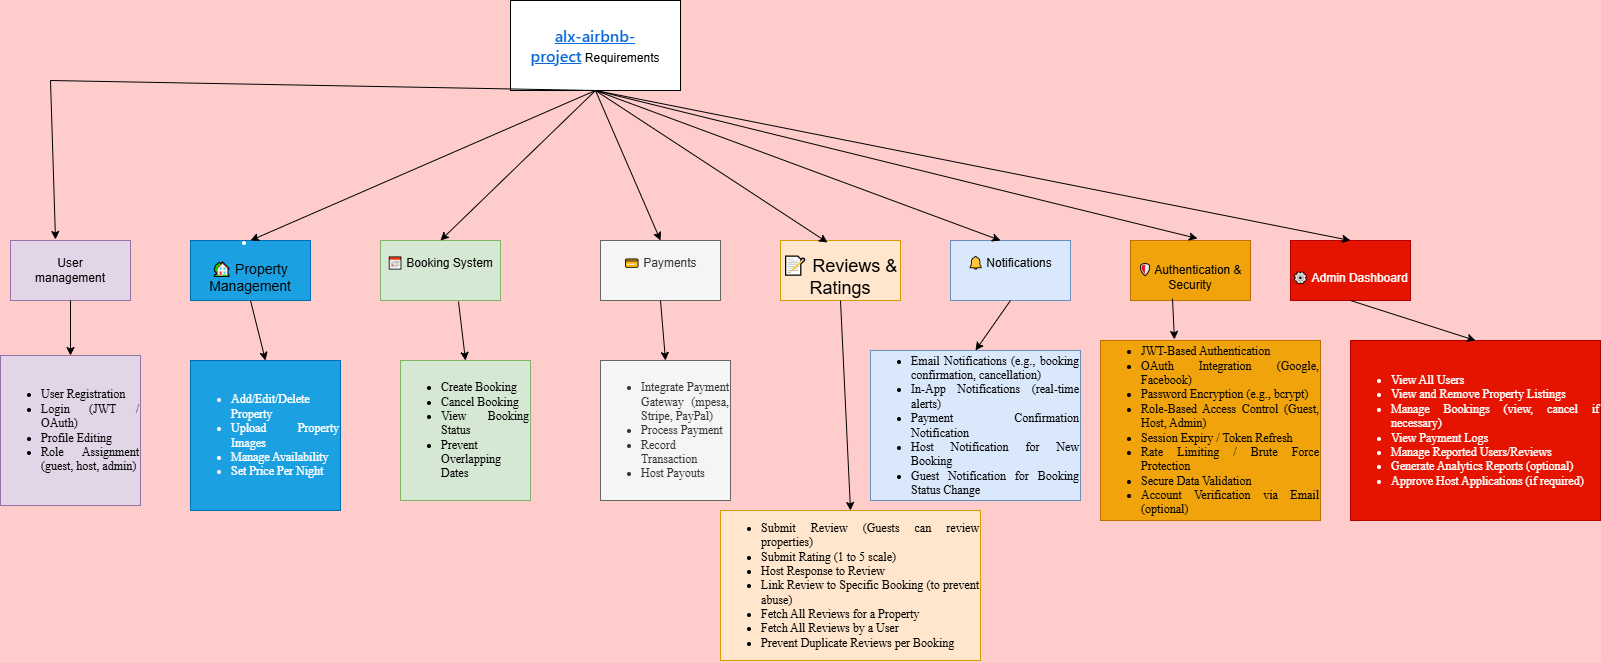 alx-airbnb-
project Requirements
User
management
🏠 Property
Management
📅 Booking System
💳 Payments
📝 Reviews &
Ratings
🔔 Notifications
🛡 Authentication &
Security
⚙ Admin Dashboard
• User Registration
• Login (JWT /
OAuth)
• Profile Editing
• Role Assignment
(guest, host, admin)
• Add/Edit/Delete
Property
• Upload Property
Images
• Manage Availability
• Set Price Per Night
• Create Booking
• Cancel Booking
• View Booking
Status
• Prevent
Overlapping
Dates
• Integrate Payment
Gateway (mpesa,
Stripe, PayPal)
• Process Payment
• Record
Transaction
• Host Payouts
• Submit Review (Guests can review
properties)
• Submit Rating (1 to 5 scale)
• Host Response to Review
• Link Review to Specific Booking (to prevent
abuse)
• Fetch All Reviews for a Property
• Fetch All Reviews by a User
• Prevent Duplicate Reviews per Booking
• Email Notifications (e.g., booking
confirmation, cancellation)
• In-App Notifications (real-time
alerts)
• Payment Confirmation
Notification
• Host Notification for New
Booking
• Guest Notification for Booking
Status Change
• JWT-Based Authentication
• OAuth Integration (Google,
Facebook)
• Password Encryption (e.g., bcrypt)
• Role-Based Access Control (Guest,
Host, Admin)
• Session Expiry / Token Refresh
• Rate Limiting / Brute Force
Protection
• Secure Data Validation
• Account Verification via Email
(optional)
• View All Users
• View and Remove Property Listings
• Manage Bookings (view, cancel if
necessary)
• View Payment Logs
• Manage Reported Users/Reviews
• Generate Analytics Reports (optional)
• Approve Host Applications (if required)